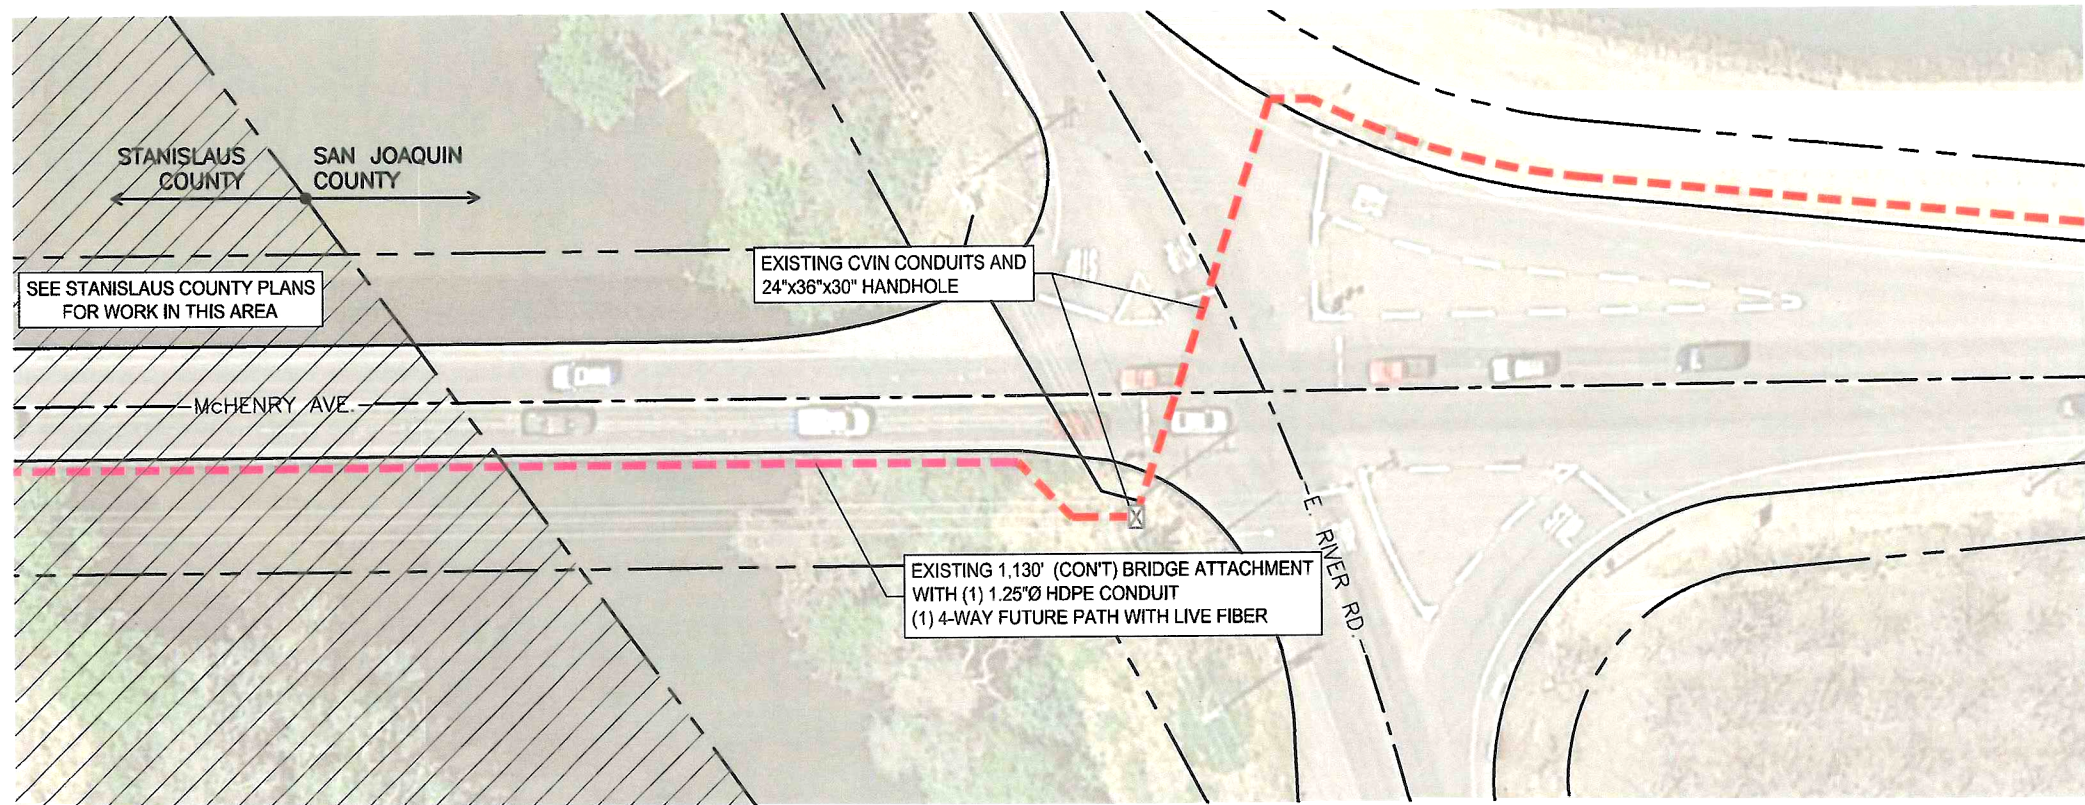 STANISLAUS
COUNTY
SAN JOAQUIN
COUNTY
SEE STANISLAUS COUNTY PLANS
FOR WORK IN THIS AREA
EXISTING CVIN CONDUITS AND
24"x36"x30" HANDHOLE
McHENRY AVE.
E. RIVER RD.
EXISTING 1,130' (CON'T) BRIDGE ATTACHMENT
WITH (1) 1.25"Ø HDPE CONDUIT
(1) 4-WAY FUTURE PATH WITH LIVE FIBER